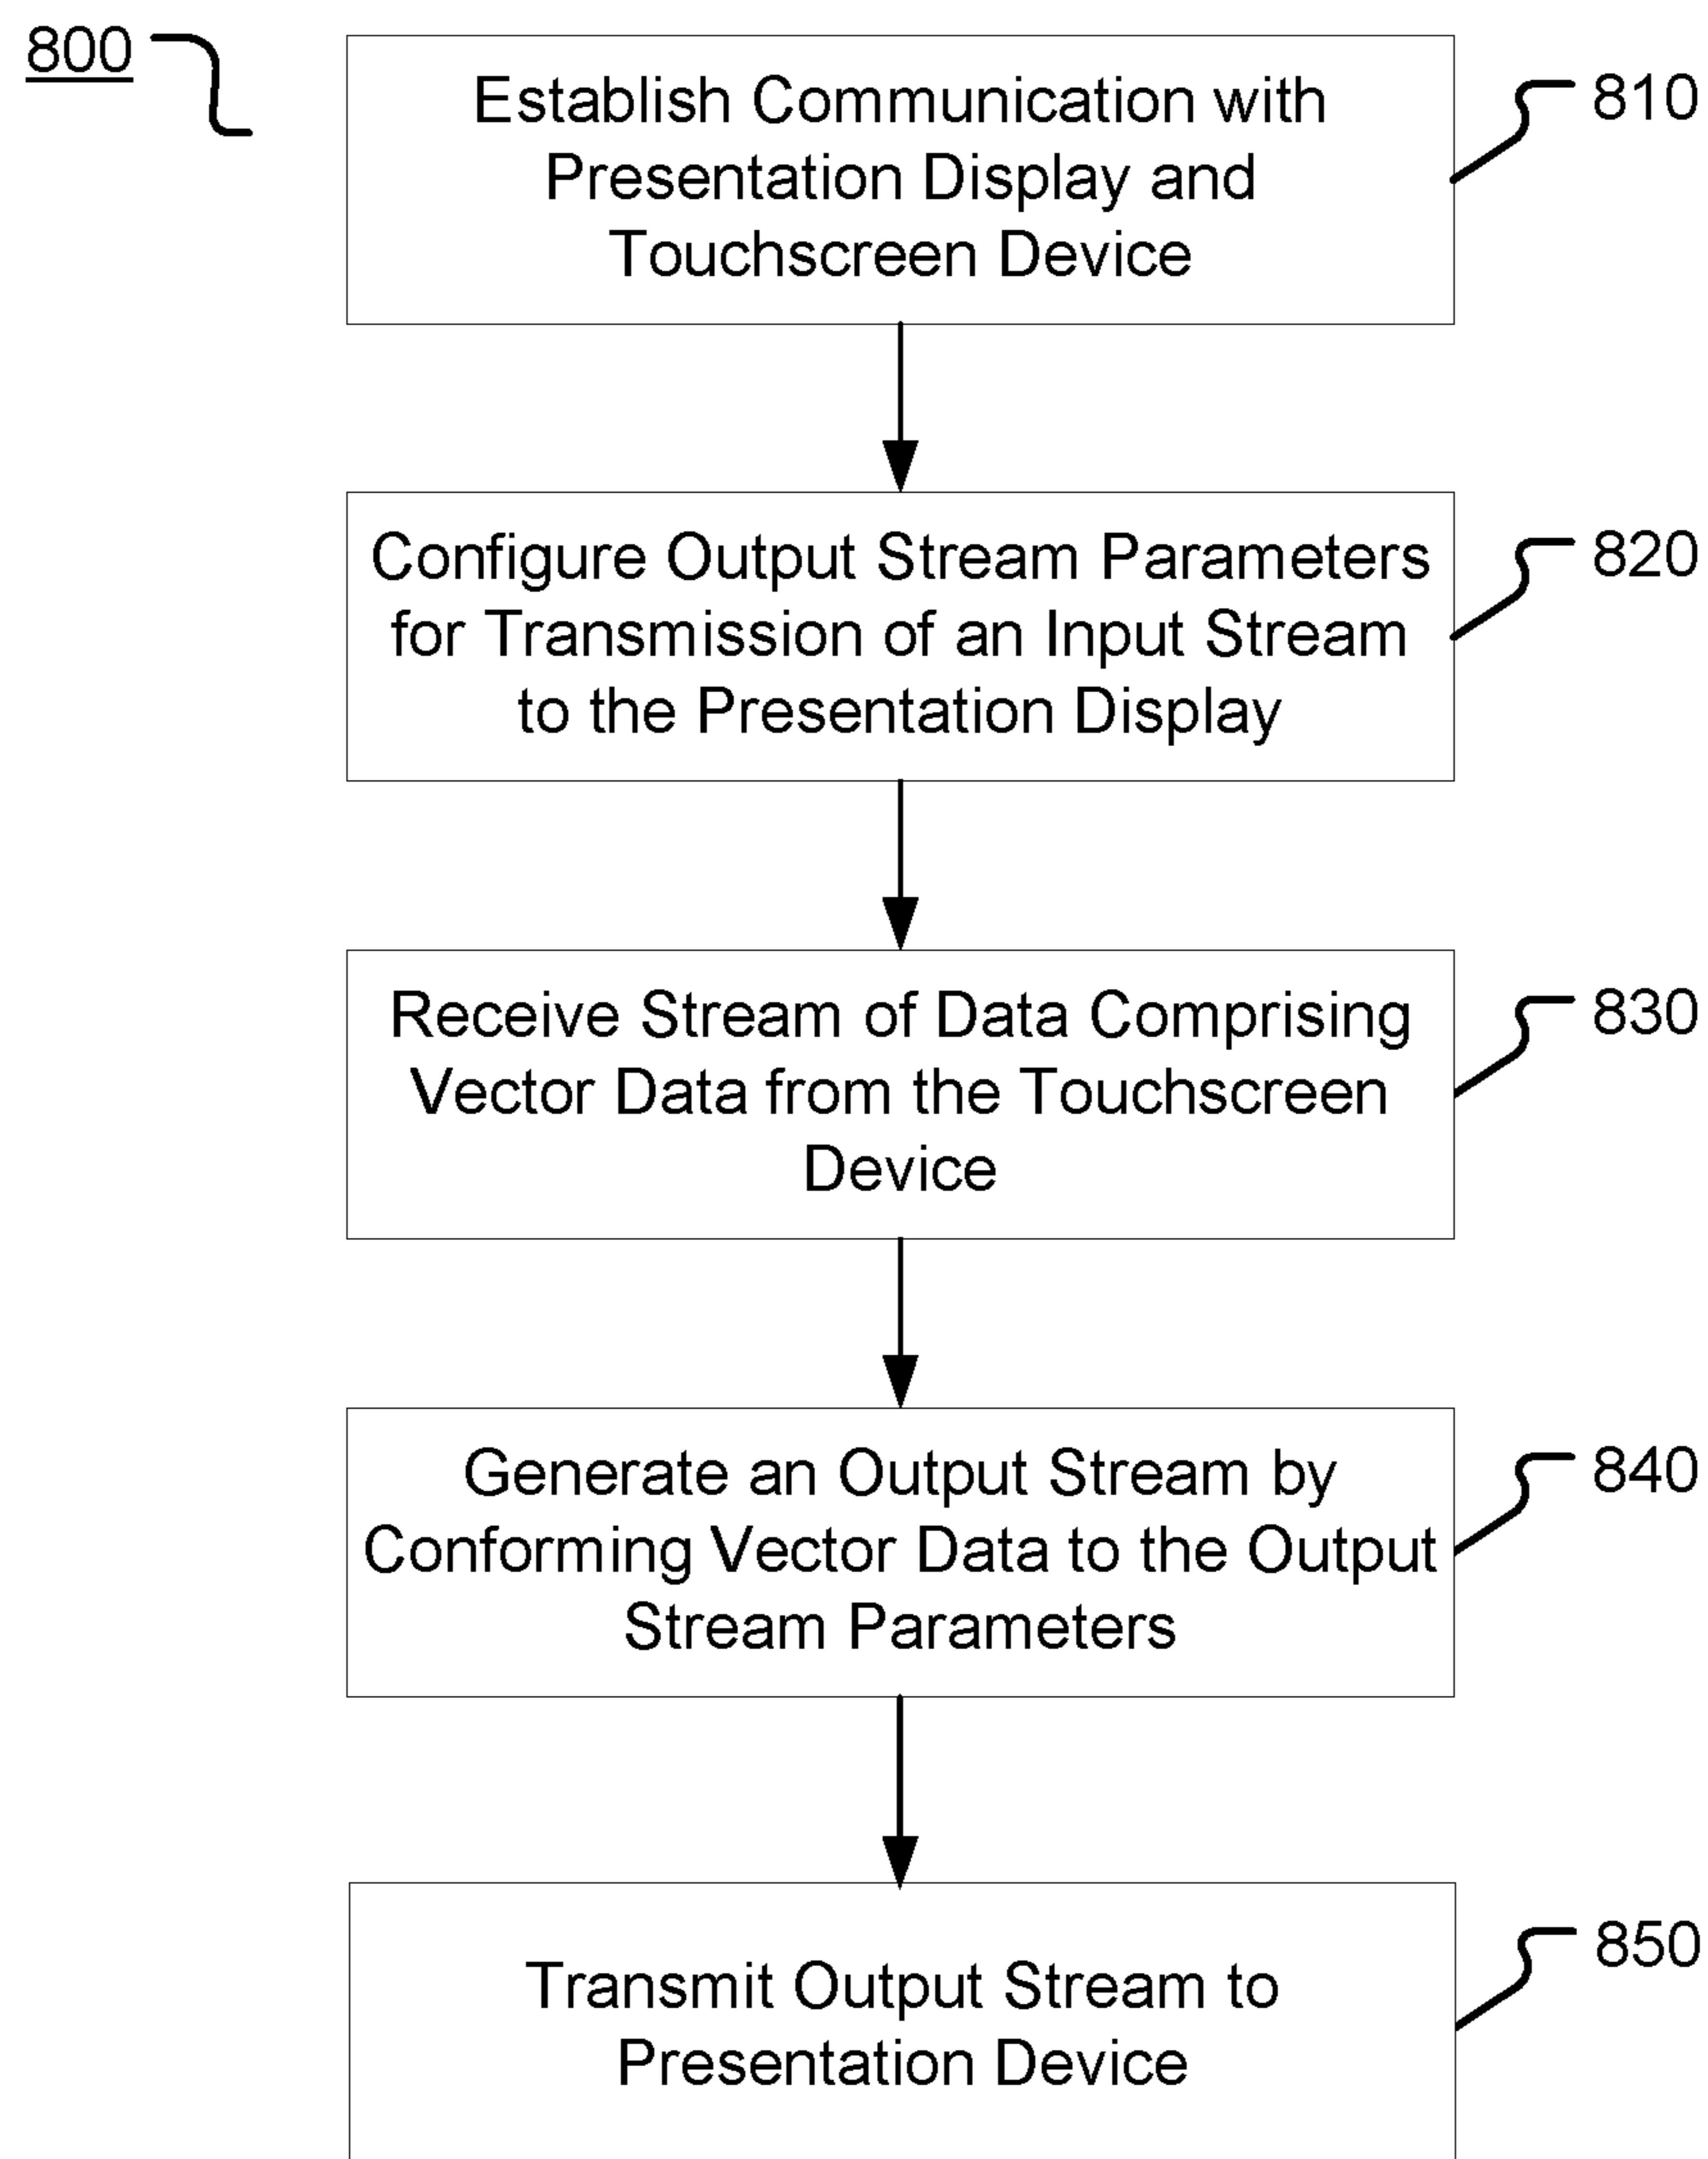 800
Establish Communication with
Presentation Display and
Touchscreen Device
810
Configure Output Stream Parameters
for Transmission of an Input Stream
to the Presentation Display
820
Receive Stream of Data Comprising
Vector Data from the Touchscreen
Device
830
Generate an Output Stream by
Conforming Vector Data to the Output
Stream Parameters
840
Transmit Output Stream to
Presentation Device
850